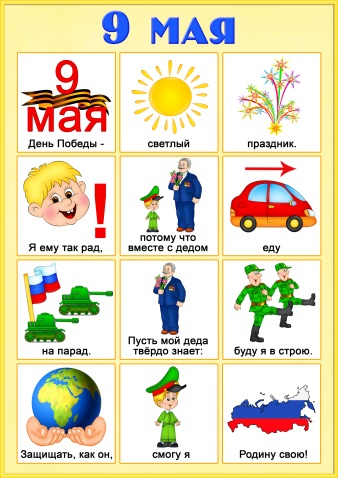 9 МАЯ
9
мая
День Победы -
светлый
праздник.
Я ему так рад,
!
потому что
вместе с дедом
еду
на парад.
Пусть мой деда
твёрдо знает:
буду я в строю.
Защищать, как он,
смогу я
Родину свою!